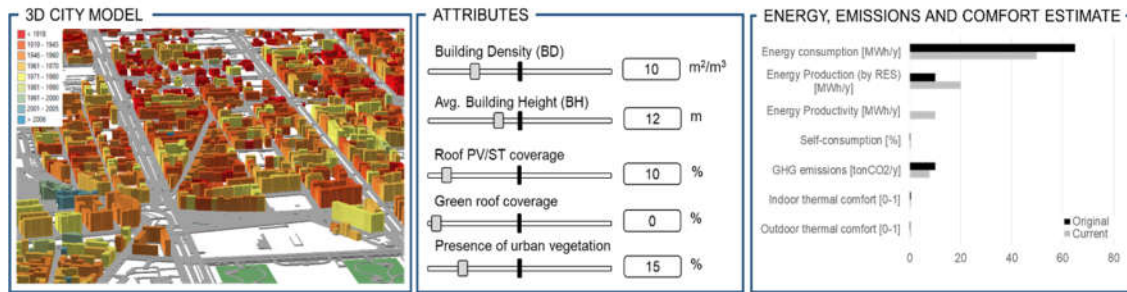 3D CITY MODEL
< 1918
1919 - 1945
1946 - 1960
1961 - 1970
1971 - 1980
1981 - 1990
1991 - 2000
2001 - 2005
> 2006
ATTRIBUTES
Building Density (BD)
10 m²/m³
Avg. Building Height (BH)
12 m
Roof PV/ST coverage
10 %
Green roof coverage
0 %
Presence of urban vegetation
15 %
ENERGY, EMISSIONS AND COMFORT ESTIMATE
Energy consumption [MWh/y]
Energy Production (by RES)
[MWh/y]
Energy Productivity [MWh/y]
Self-consumption [%]
GHG emissions [tonCO2/y]
Indoor thermal comfort [0-1]
Outdoor thermal comfort [0-1]
Original
Current
0 20 40 60 80